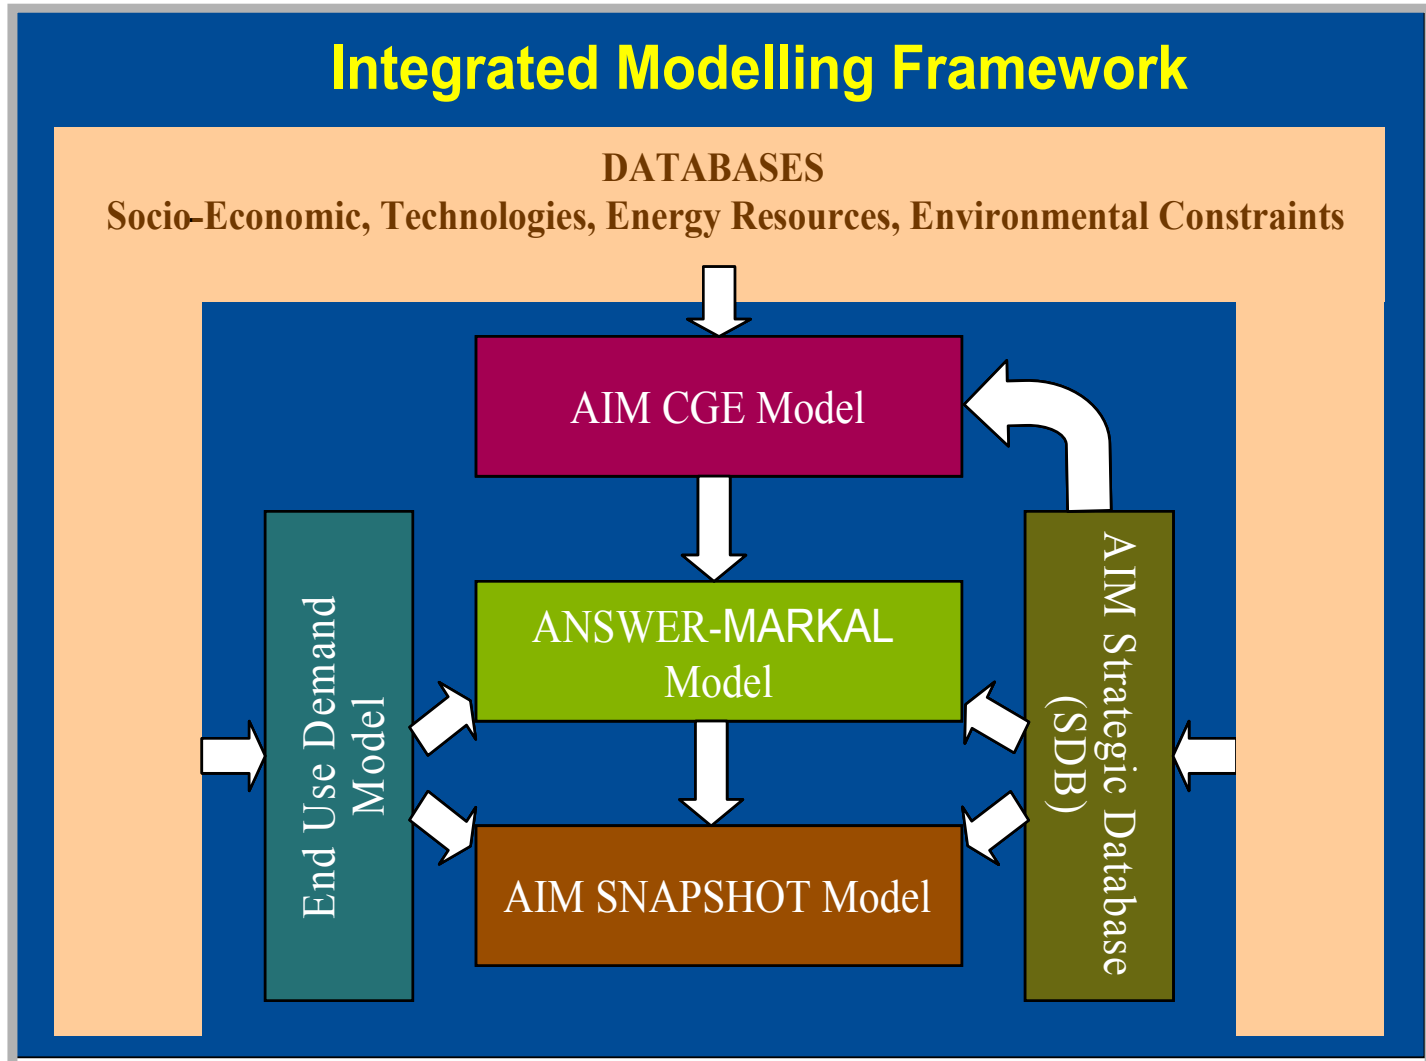 Integrated Modelling Framework
DATABASES
Socio-Economic, Technologies, Energy Resources, Environmental Constraints
AIM CGE Model
End Use Demand
Model
ANSWER-MARKAL
Model
AIM SNAPSHOT Model
AIM Strategic Database
(SDB)